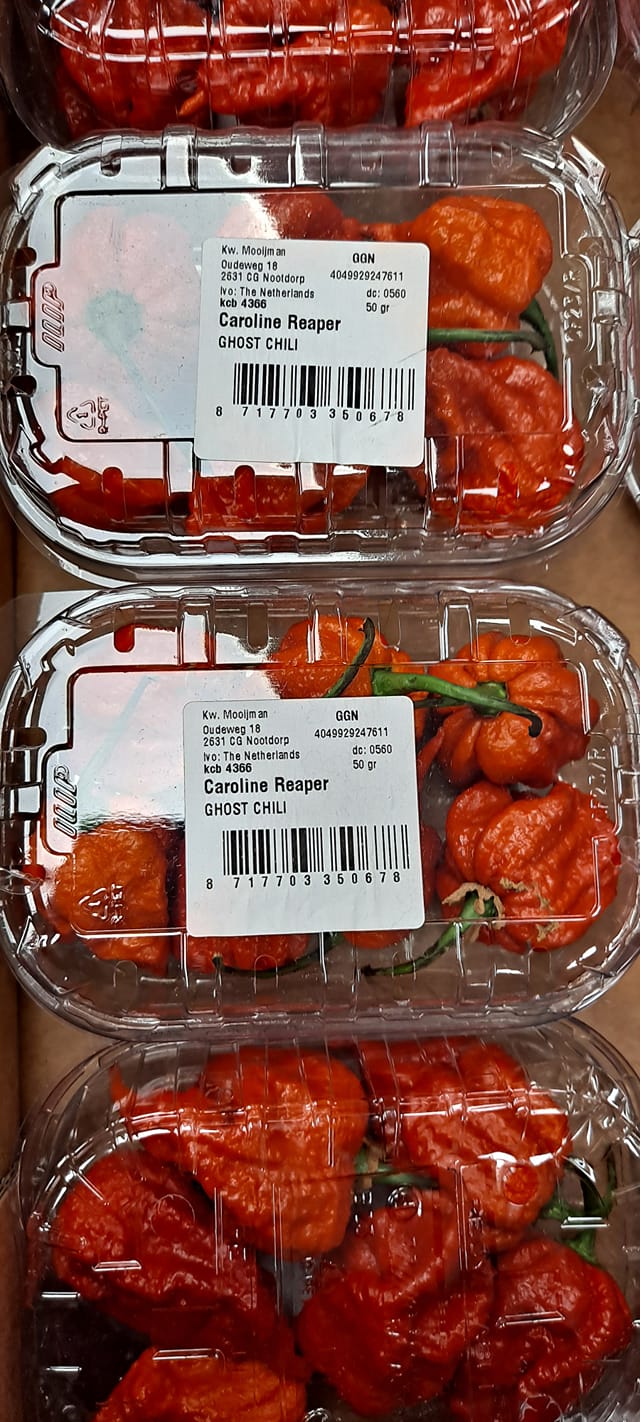 Kw. Mooijman GGN
Oudeweg 18
2631 CG Nootdorp 4049929247611
Ivo: The Netherlands dc: 0560
kcb 4366 50 gr
Caroline Reaper
GHOST CHILI
8 717703 350678
Kw. Mooijman GGN
Oudeweg 18
2631 CG Nootdorp 4049929247611
Ivo: The Netherlands dc: 0560
kcb 4366 50 gr
Caroline Reaper
GHOST CHILI
8 717703 350678